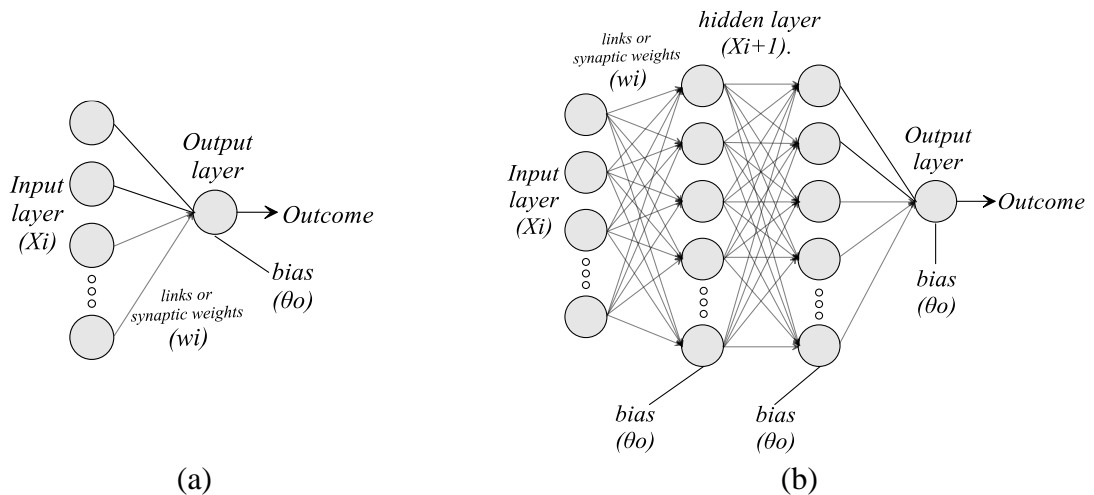 Output
layer
Input
layer
(Xi)
Outcome
bias
(θo)
links or
synaptic weights
(wi)
(a)
hidden layer
(Xi+1).
links or
synaptic weights
(wi)
Input
layer
(Xi)
Output
layer
Outcome
bias
(θo)
bias
(θo)
bias
(θo)
(b)